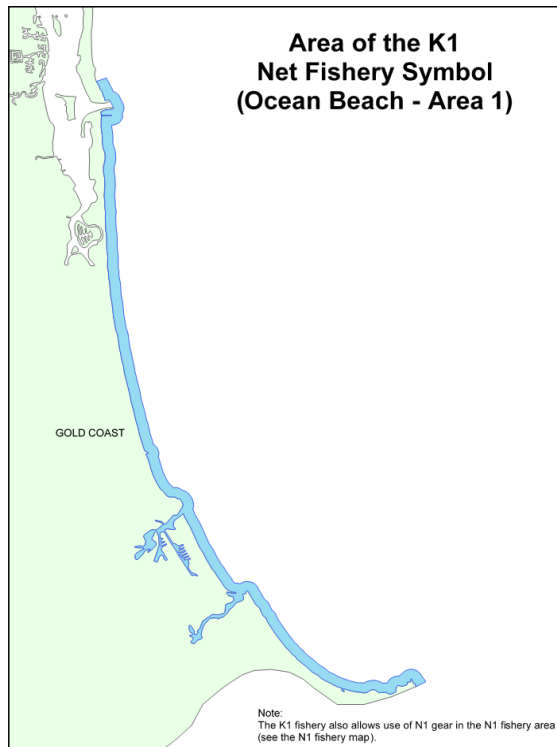 Area of the K1
Net Fishery Symbol
(Ocean Beach - Area 1)
GOLD COAST
Note:
The K1 fishery also allows use of N1 gear in the N1 fishery area
(see the N1 fishery map).